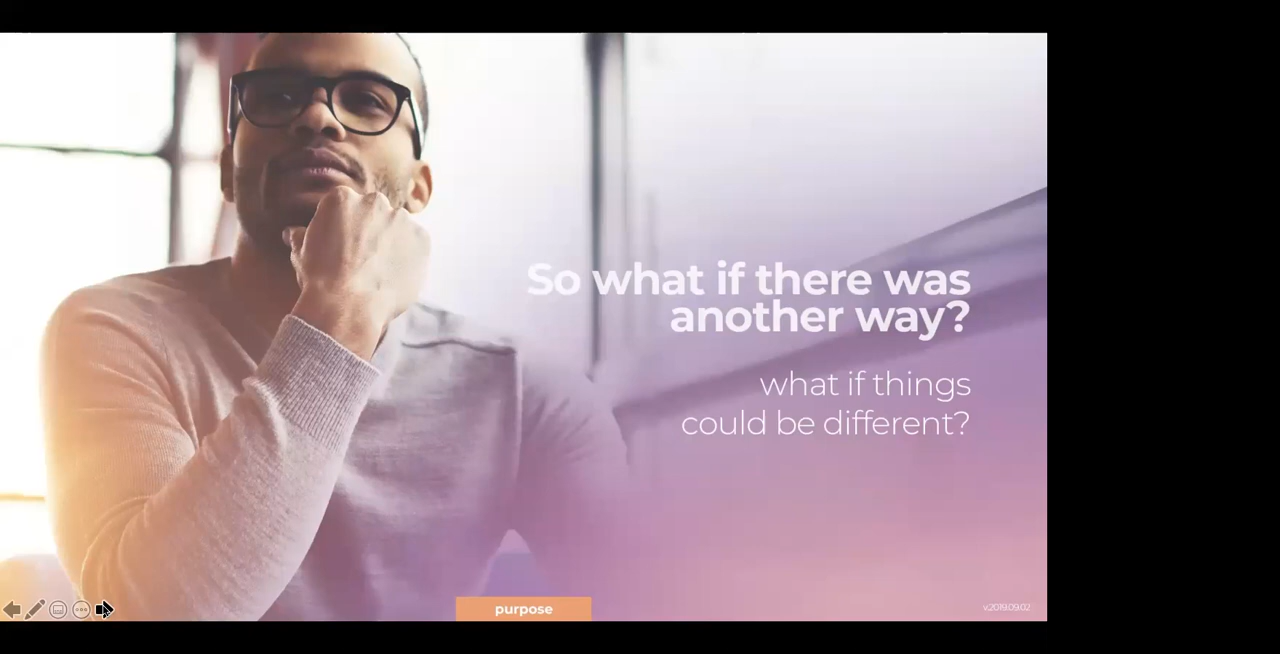 So what if there was
another way?
what if things
could be different?
purpose
v.2019.09.02